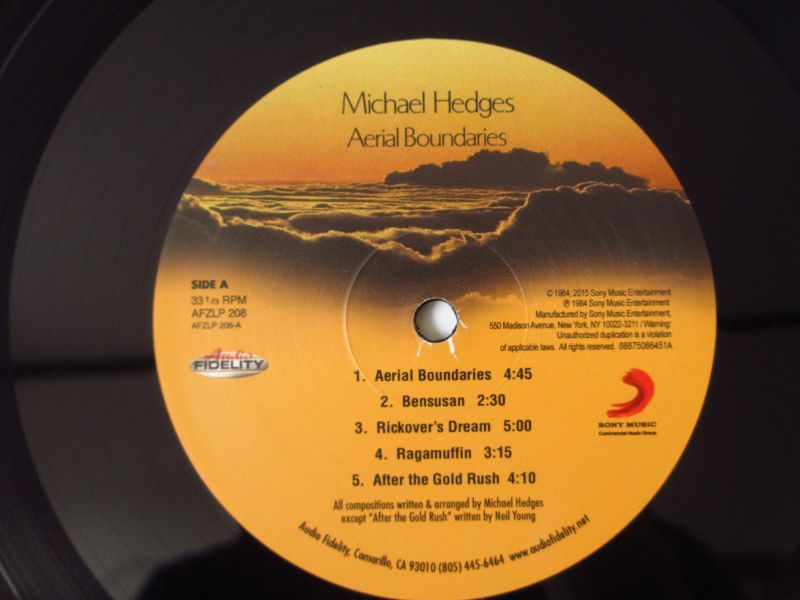 Michael Hedges
Aerial Boundaries
SIDE A
33 1/3 RPM
AFZLP 208
AFZLP 208-A
Audio
FIDELITY
© 1984, 2015 Sony Music Entertainment
℗ 1984 Sony Music Entertainment
Manufactured by Sony Music Entertainment,
550 Madison Avenue, New York, NY 10022-3211 / Warning:
Unauthorized duplication is a violation
of applicable laws. All rights reserved. 88875086451A
1. Aerial Boundaries 4:45
2. Bensusan 2:30
3. Rickover's Dream 5:00
4. Ragamuffin 3:15
5. After the Gold Rush 4:10
SONY MUSIC
Commercial Music Group
All compositions written & arranged by Michael Hedges
except "After the Gold Rush" written by Neil Young
Audio Fidelity, Camarillo, CA 93010 (805) 445-6464 www.audiofidelity.net